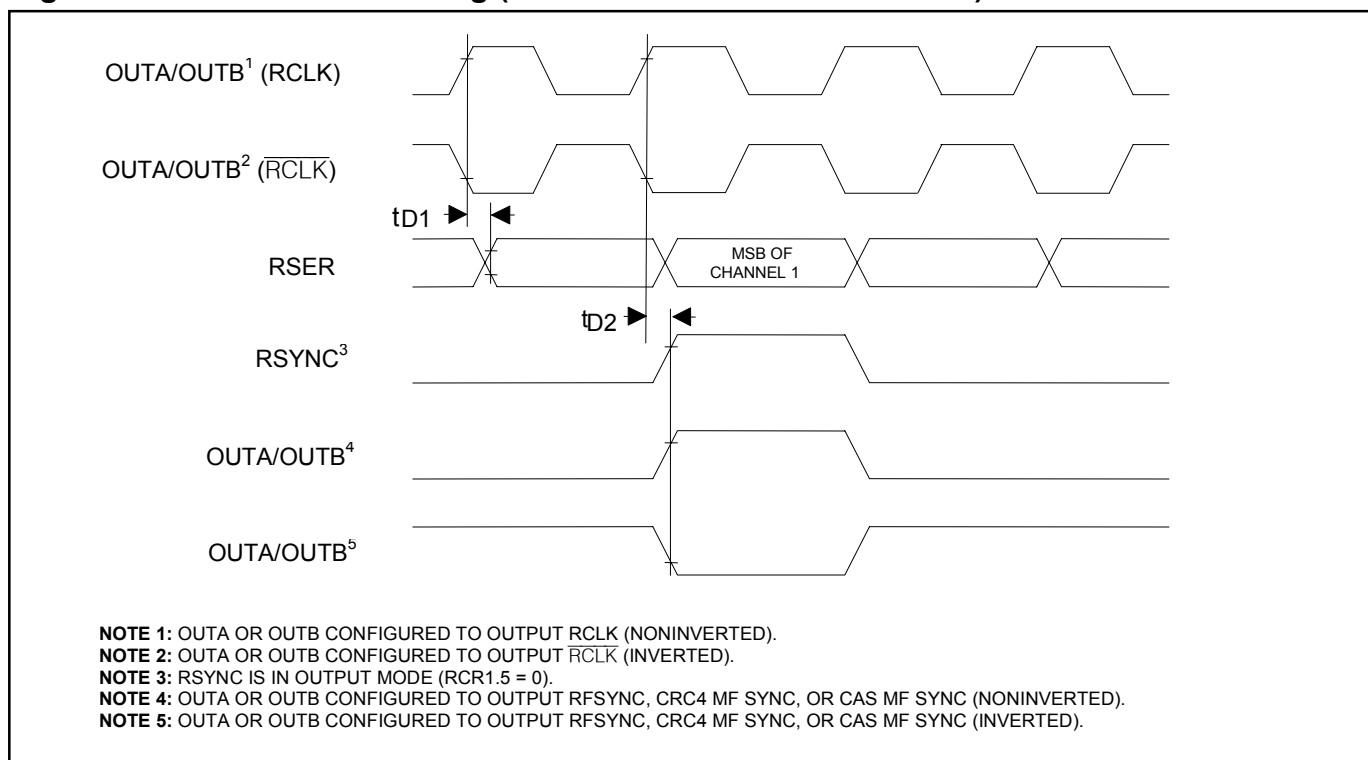 OUTA/OUTB¹ (RCLK)
OUTA/OUTB² (R̅C̅L̅K̅)
tD1
RSER
MSB OF
CHANNEL 1
tD2
RSYNC³
OUTA/OUTB⁴
OUTA/OUTB⁵
NOTE 1: OUTA OR OUTB CONFIGURED TO OUTPUT RCLK (NONINVERTED).
NOTE 2: OUTA OR OUTB CONFIGURED TO OUTPUT R̅C̅L̅K̅ (INVERTED).
NOTE 3: RSYNC IS IN OUTPUT MODE (RCR1.5 = 0).
NOTE 4: OUTA OR OUTB CONFIGURED TO OUTPUT RFSYNC, CRC4 MF SYNC, OR CAS MF SYNC (NONINVERTED).
NOTE 5: OUTA OR OUTB CONFIGURED TO OUTPUT RFSYNC, CRC4 MF SYNC, OR CAS MF SYNC (INVERTED).